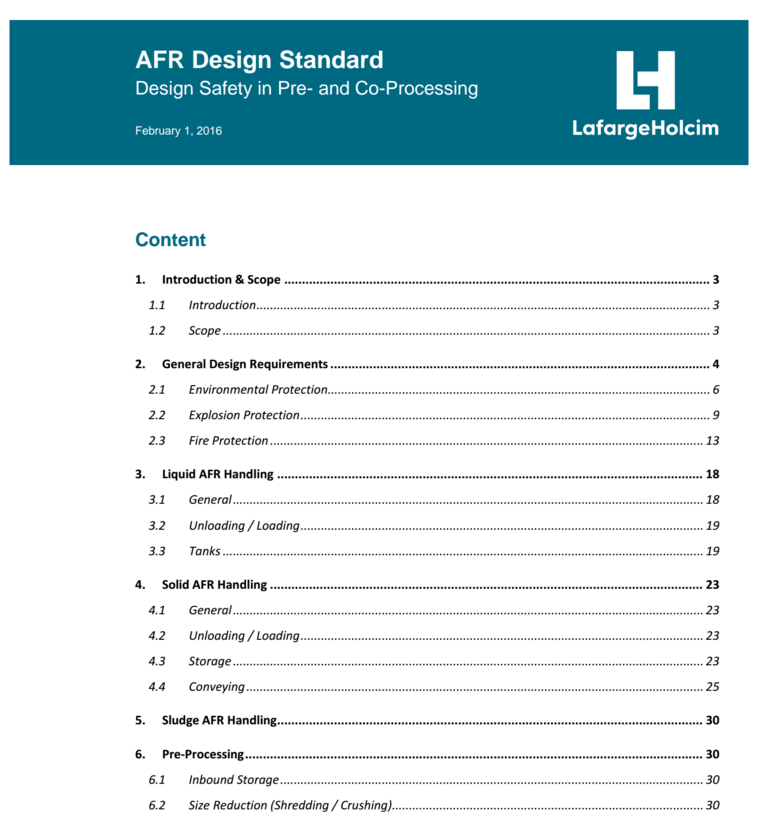 AFR Design Standard
Design Safety in Pre- and Co-Processing
February 1, 2016
LafargeHolcim
Content
1. Introduction & Scope 3
1.1 Introduction 3
1.2 Scope 3
2. General Design Requirements 4
2.1 Environmental Protection 6
2.2 Explosion Protection 9
2.3 Fire Protection 13
3. Liquid AFR Handling 18
3.1 General 18
3.2 Unloading / Loading 19
3.3 Tanks 19
4. Solid AFR Handling 23
4.1 General 23
4.2 Unloading / Loading 23
4.3 Storage 23
4.4 Conveying 25
5. Sludge AFR Handling 30
6. Pre-Processing 30
6.1 Inbound Storage 30
6.2 Size Reduction (Shredding / Crushing) 30